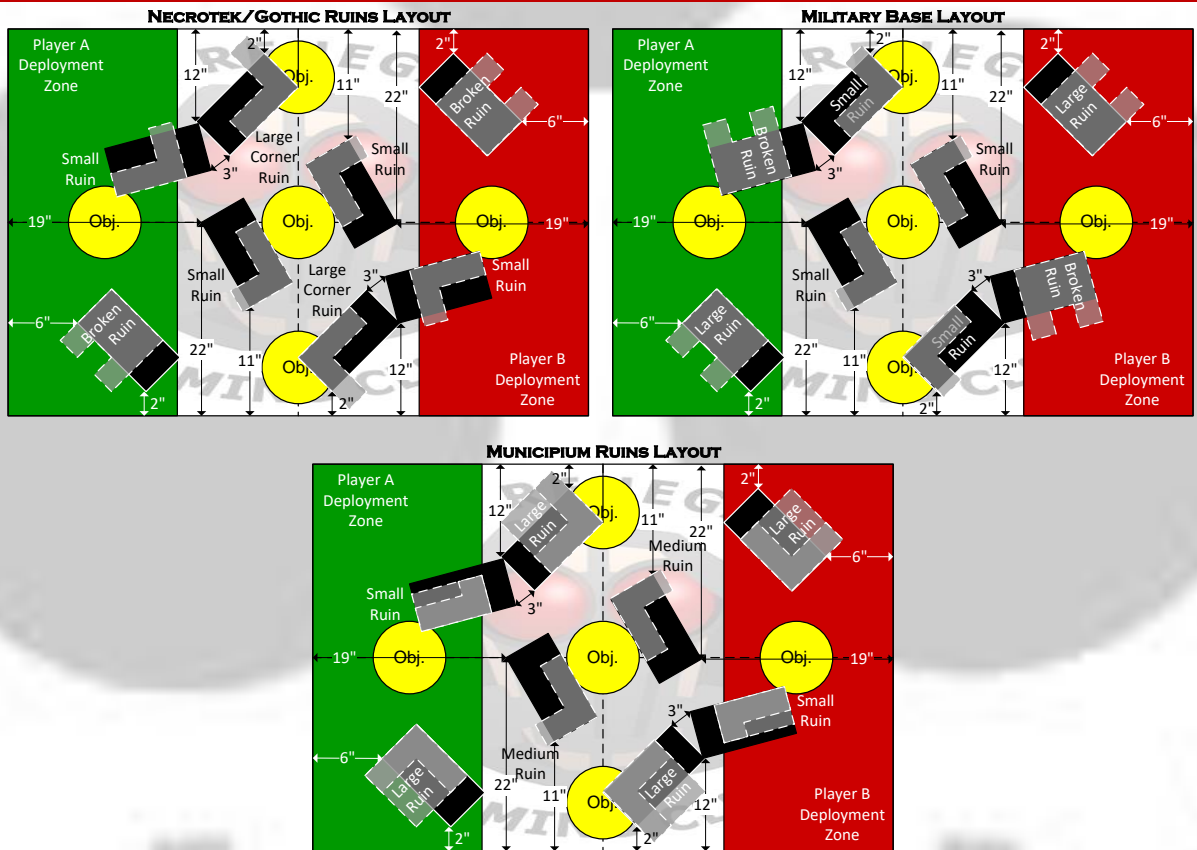 NECROTEK/GOTHIC RUINS LAYOUT
Player A
Deployment
Zone
12"
2"
Obj.
11"
22"
2"
Broken
Ruin
6"
Large
Corner
Ruin
Small
Ruin
Small
Ruin
3"
19"
Obj.
Obj.
Obj.
19"
Small
Ruin
Large
Corner
Ruin
3"
Small
Ruin
Broken
Ruin
6"
22"
11"
Obj.
12"
Player B
Deployment
Zone
2"
2"
MILITARY BASE LAYOUT
Player A
Deployment
Zone
12"
2"
Obj.
11"
22"
2"
Large
Ruin
6"
Small
Ruin
Broken
Ruin
Small
Ruin
3"
19"
Obj.
Obj.
Obj.
19"
Small
Ruin
3"
Broken
Ruin
Large
Ruin
6"
22"
11"
Small
Ruin
Obj.
12"
Player B
Deployment
Zone
2"
2"
MUNICIPIUM RUINS LAYOUT
Player A
Deployment
Zone
12"
2"
Obj.
11"
22"
2"
Large
Ruin
Large
Ruin
6"
Medium
Ruin
Small
Ruin
3"
19"
Obj.
Obj.
Obj.
19"
3"
Small
Ruin
Medium
Ruin
6"
Large
Ruin
22"
11"
Large
Ruin
Obj.
12"
Player B
Deployment
Zone
2"
2"